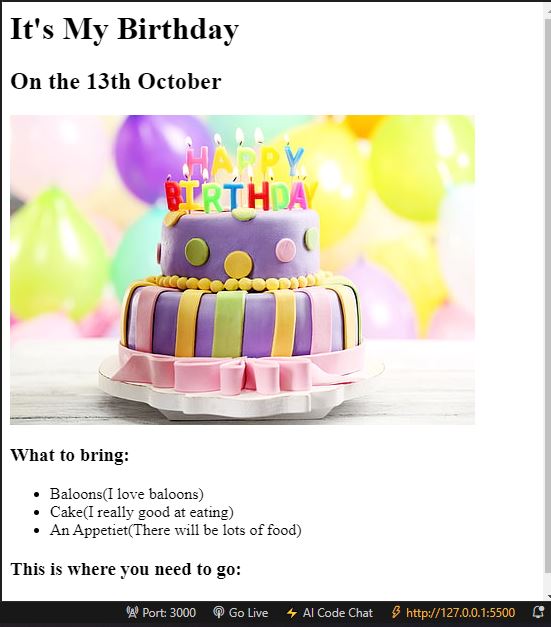 It's My Birthday
On the 13th October
HAPPY
BIRTHDAY
What to bring:
Baloons(I love baloons)
Cake(I really good at eating)
An Appetiet(There will be lots of food)
This is where you need to go:
Port: 3000 Go Live AI Code Chat http://127.0.0.1:5500